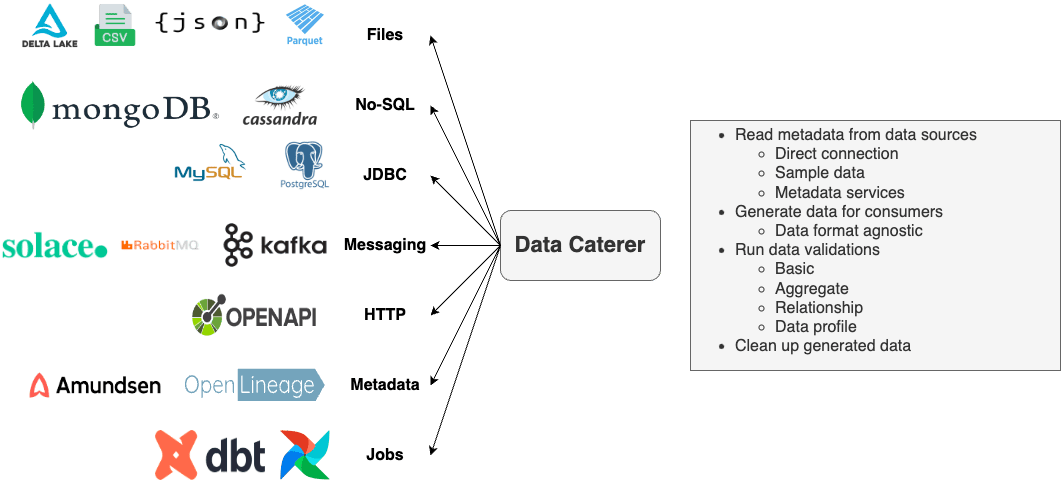 DELTA LAKE
CSV
{json}
Parquet
Files
mongoDB®
cassandra
No-SQL
MySQL
PostgreSQL
JDBC
solace.
RabbitMQ
kafka
Messaging
OPENAPI
HTTP
Amundsen
OpenLineage
Metadata
dbt
Jobs
Data Caterer
• Read metadata from data sources
◦ Direct connection
◦ Sample data
◦ Metadata services
• Generate data for consumers
◦ Data format agnostic
• Run data validations
◦ Basic
◦ Aggregate
◦ Relationship
◦ Data profile
• Clean up generated data